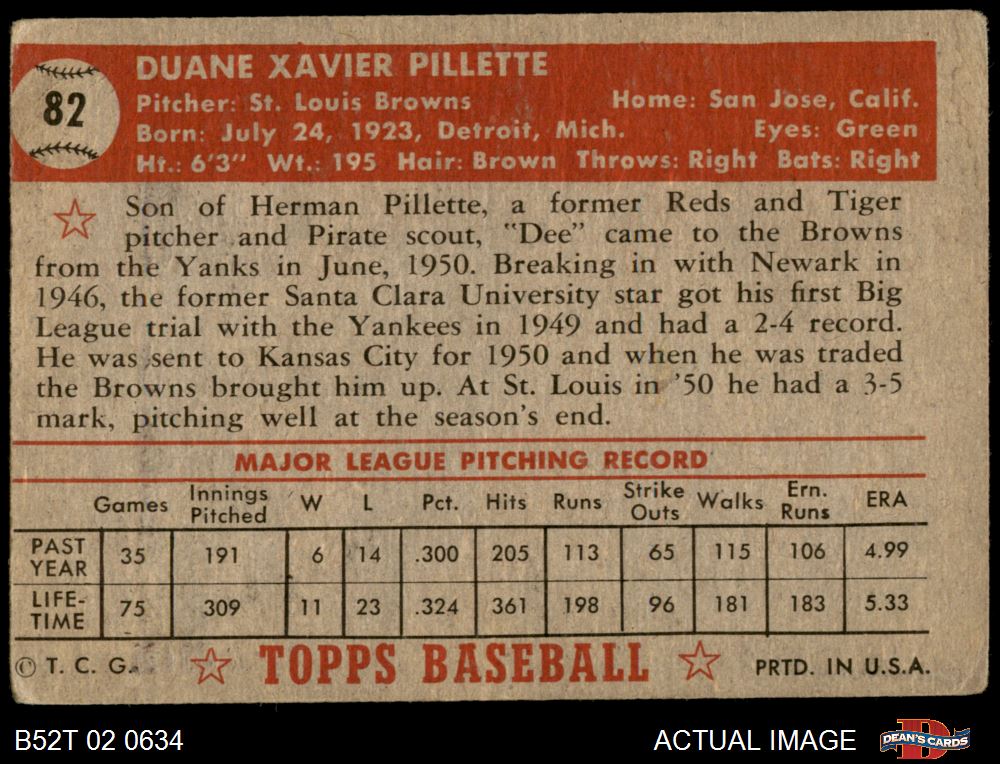 82
DUANE XAVIER PILLETTE
Pitcher: St. Louis Browns Home: San Jose, Calif.
Born: July 24, 1923, Detroit, Mich. Eyes: Green
Ht.: 6'3" Wt.: 195 Hair: Brown Throws: Right Bats: Right
Son of Herman Pillette, a former Reds and Tiger
pitcher and Pirate scout, "Dee" came to the Browns
from the Yanks in June, 1950. Breaking in with Newark in
1946, the former Santa Clara University star got his first Big
League trial with the Yankees in 1949 and had a 2-4 record.
He was sent to Kansas City for 1950 and when he was traded
the Browns brought him up. At St. Louis in '50 he had a 3-5
mark, pitching well at the season's end.
MAJOR LEAGUE PITCHING RECORD
Games Innings Pitched W L Pct. Hits Runs Strike Outs Walks Ern. Runs ERA
PAST YEAR 35 191 6 14 .300 205 113 65 115 106 4.99
LIFE-TIME 75 309 11 23 .324 361 198 96 181 183 5.33
© T. C. G. TOPPS BASEBALL PRTD. IN U.S.A.
B52T 02 0634 ACTUAL IMAGE D DEAN'S CARDS